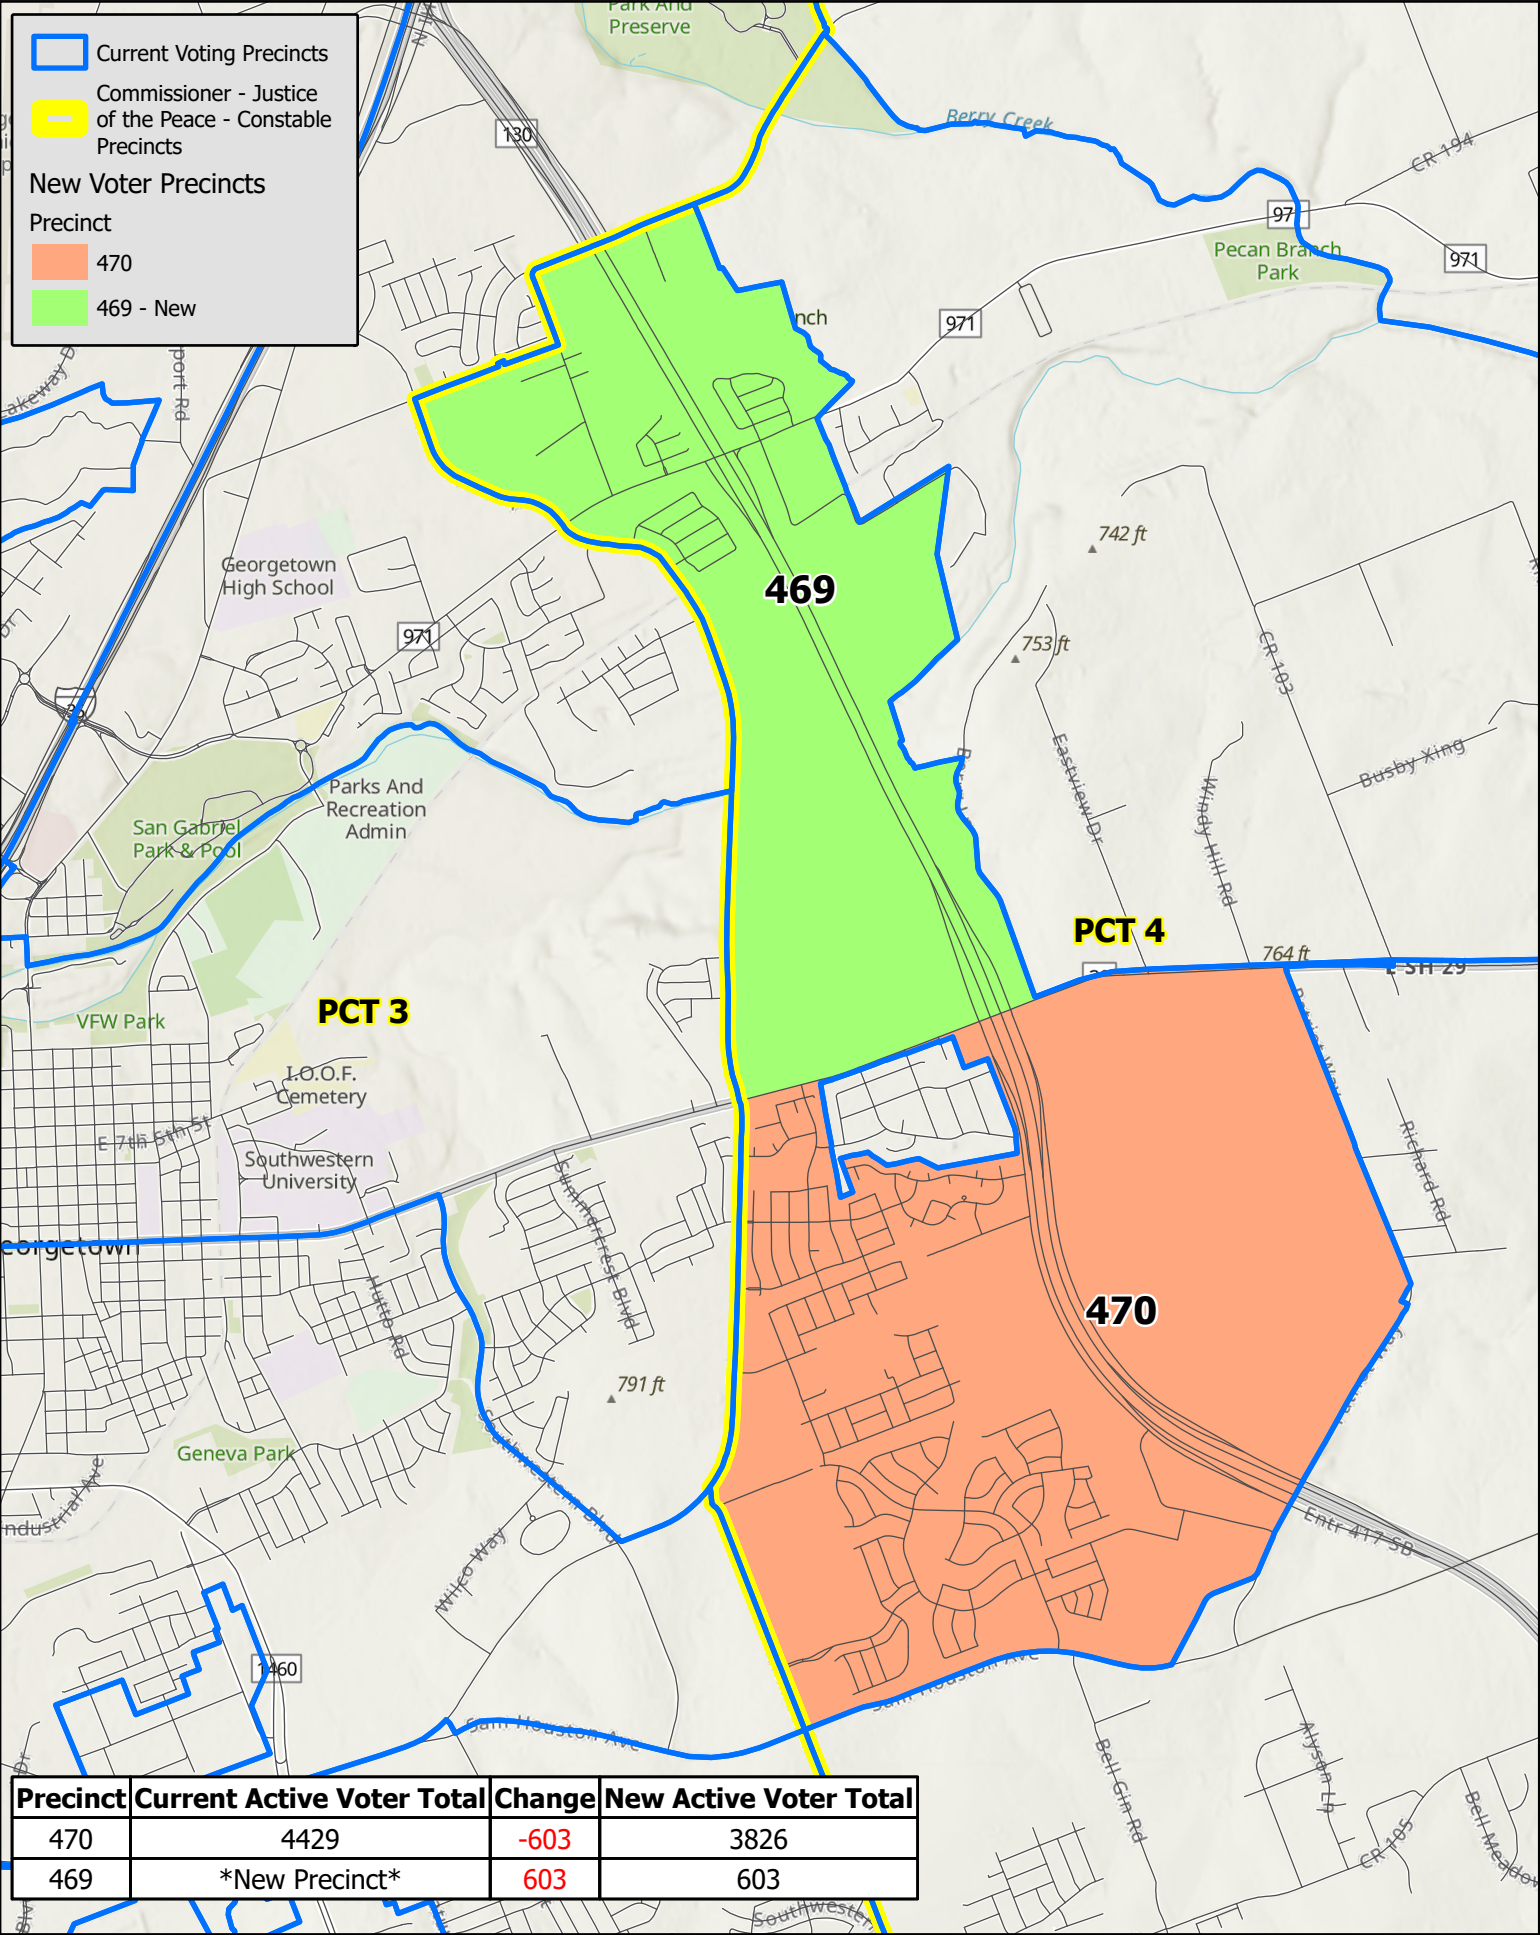 Current Voting Precincts
Commissioner - Justice
of the Peace - Constable
Precincts
New Voter Precincts
Precinct
470
469 - New
Park And
Preserve
130
Berry Creek
CR 194
971
Pecan Branch
Park
971
971
nch
Georgetown
High School
971
742 ft
753 ft
CR 103
469
Parks And
Recreation
Admin
San Gabriel
Park & Pool
Eastview Dr
Windy Hill Rd
Busby Xing
PCT 4
764 ft
E SH 29
PCT 3
VFW Park
I.O.O.F.
Cemetery
E 7th
Southwestern
University
Summercrest Blvd
Richard Rd
Hutto Rd
470
791 ft
Geneva Park
Southwestern Blvd
Wilco Way
Entr 417 SB
1460
Sam Houston Ave
Sam Houston Ave
Bell Gin Rd
Alyson Ln
CR 105
Bell Meadow
Southwestern
Precinct Current Active Voter Total Change New Active Voter Total
470 4429 -603 3826
469 *New Precinct* 603 603